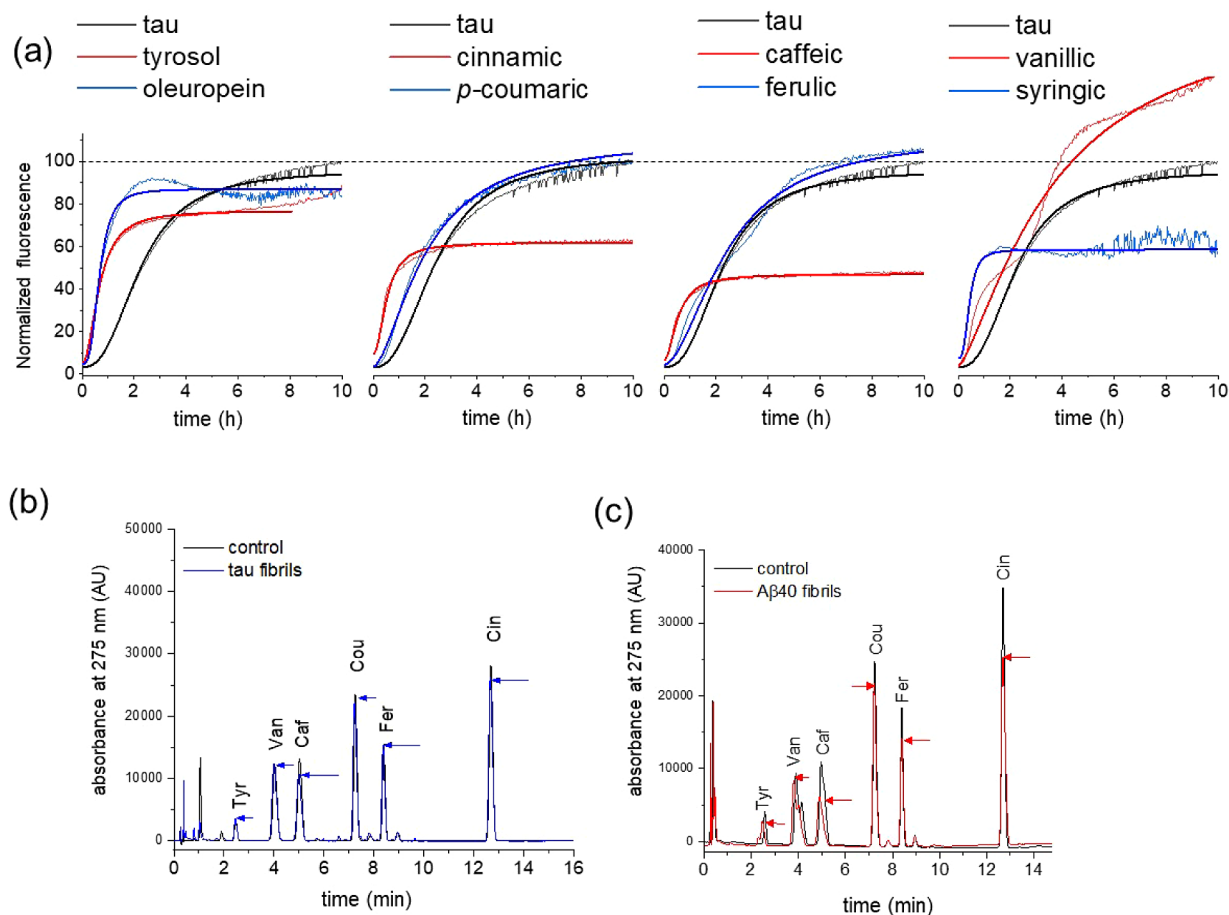 (a)
tau
tyrosol
oleuropein
tau
cinnamic
p-coumaric
tau
caffeic
ferulic
tau
vanillic
syringic
Normalized fluorescence
100
80
60
40
20
0
0 2 4 6 8 10
time (h)
0 2 4 6 8 10
time (h)
0 2 4 6 8 10
time (h)
0 2 4 6 8 10
time (h)
(b)
absorbance at 275 nm (AU)
50000
40000
30000
20000
10000
0
control
tau fibrils
Tyr
Van
Caf
Cou
Fer
Cin
0 2 4 6 8 10 12 14 16
time (min)
(c)
absorbance at 275 nm (AU)
40000
30000
20000
10000
0
control
Aβ40 fibrils
Tyr
Van
Caf
Cou
Fer
Cin
0 2 4 6 8 10 12 14
time (min)